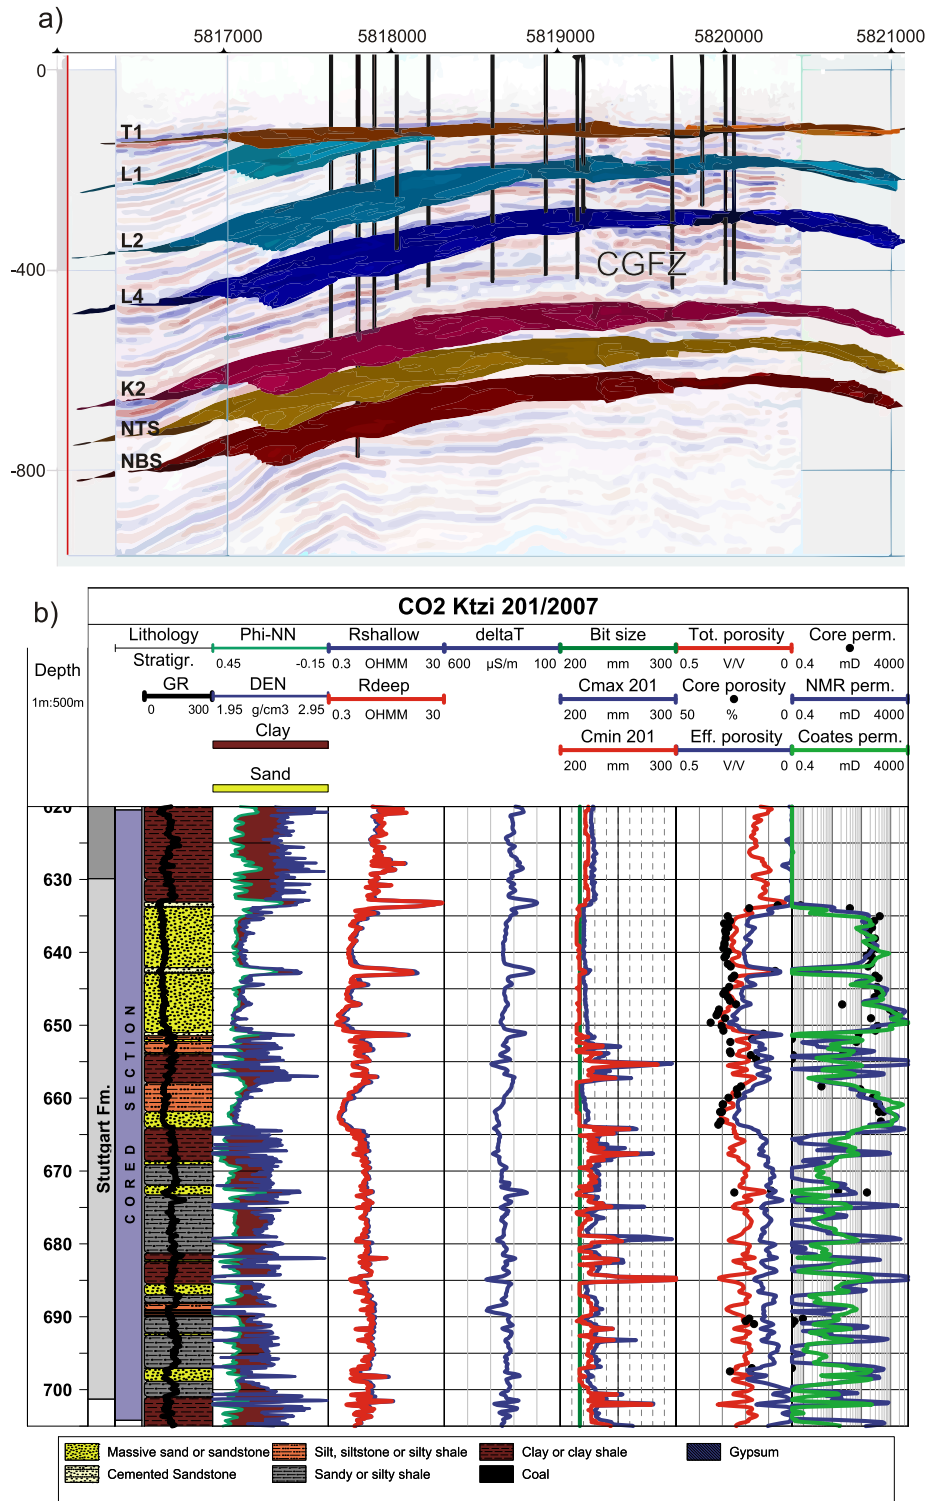 a)
5817000 5818000 5819000 5820000 5821000
0
T1
L1
L2
CGFZ
-400
L4
K2
NTS
NBS
-800
b)
CO2 Ktzi 201/2007
Lithology Phi-NN Rshallow deltaT Bit size Tot. porosity Core perm.
Depth
Stratigr. 0.45 -0.15 0.3 OHMM 30 600 µS/m 100 200 mm 300 0.5 V/V 0 0.4 mD 4000
GR DEN Rdeep Cmax 201 Core porosity NMR perm.
1m:500m
0 300 1.95 g/cm3 2.95 0.3 OHMM 30 200 mm 300 50 % 0 0.4 mD 4000
Clay Cmin 201 Eff. porosity Coates perm.
200 mm 300 0.5 V/V 0 0.4 mD 4000
Sand
620
630
640
650
660
670
680
690
700
Stuttgart Fm.
CORED SECTION
Massive sand or sandstone Silt, siltstone or silty shale Clay or clay shale Gypsum
Cemented Sandstone Sandy or silty shale Coal